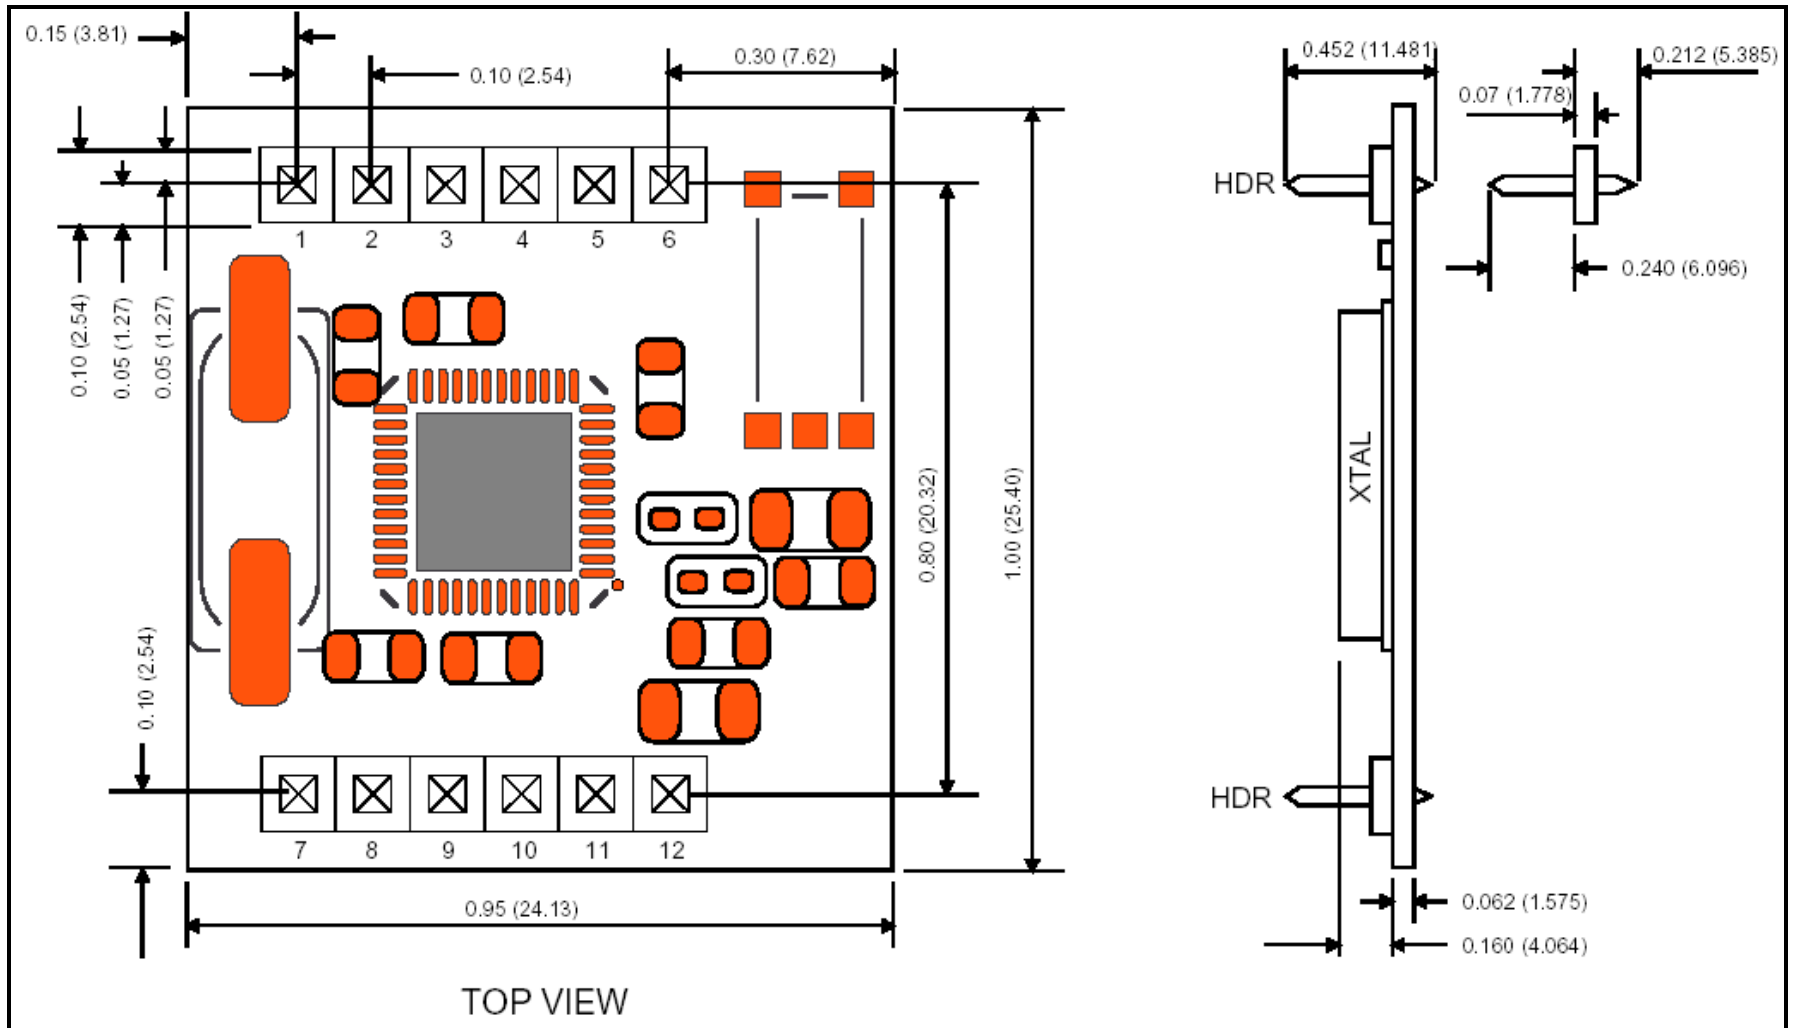 0.15 (3.81)
0.10 (2.54)
0.30 (7.62)
0.452 (11.481)
0.212 (5.385)
0.07 (1.778)
HDR
1 2 3 4 5 6
0.240 (6.096)
0.10 (2.54)
0.05 (1.27)
0.05 (1.27)
XTAL
0.80 (20.32)
1.00 (25.40)
0.10 (2.54)
HDR
7 8 9 10 11 12
0.95 (24.13)
0.062 (1.575)
0.160 (4.064)
TOP VIEW